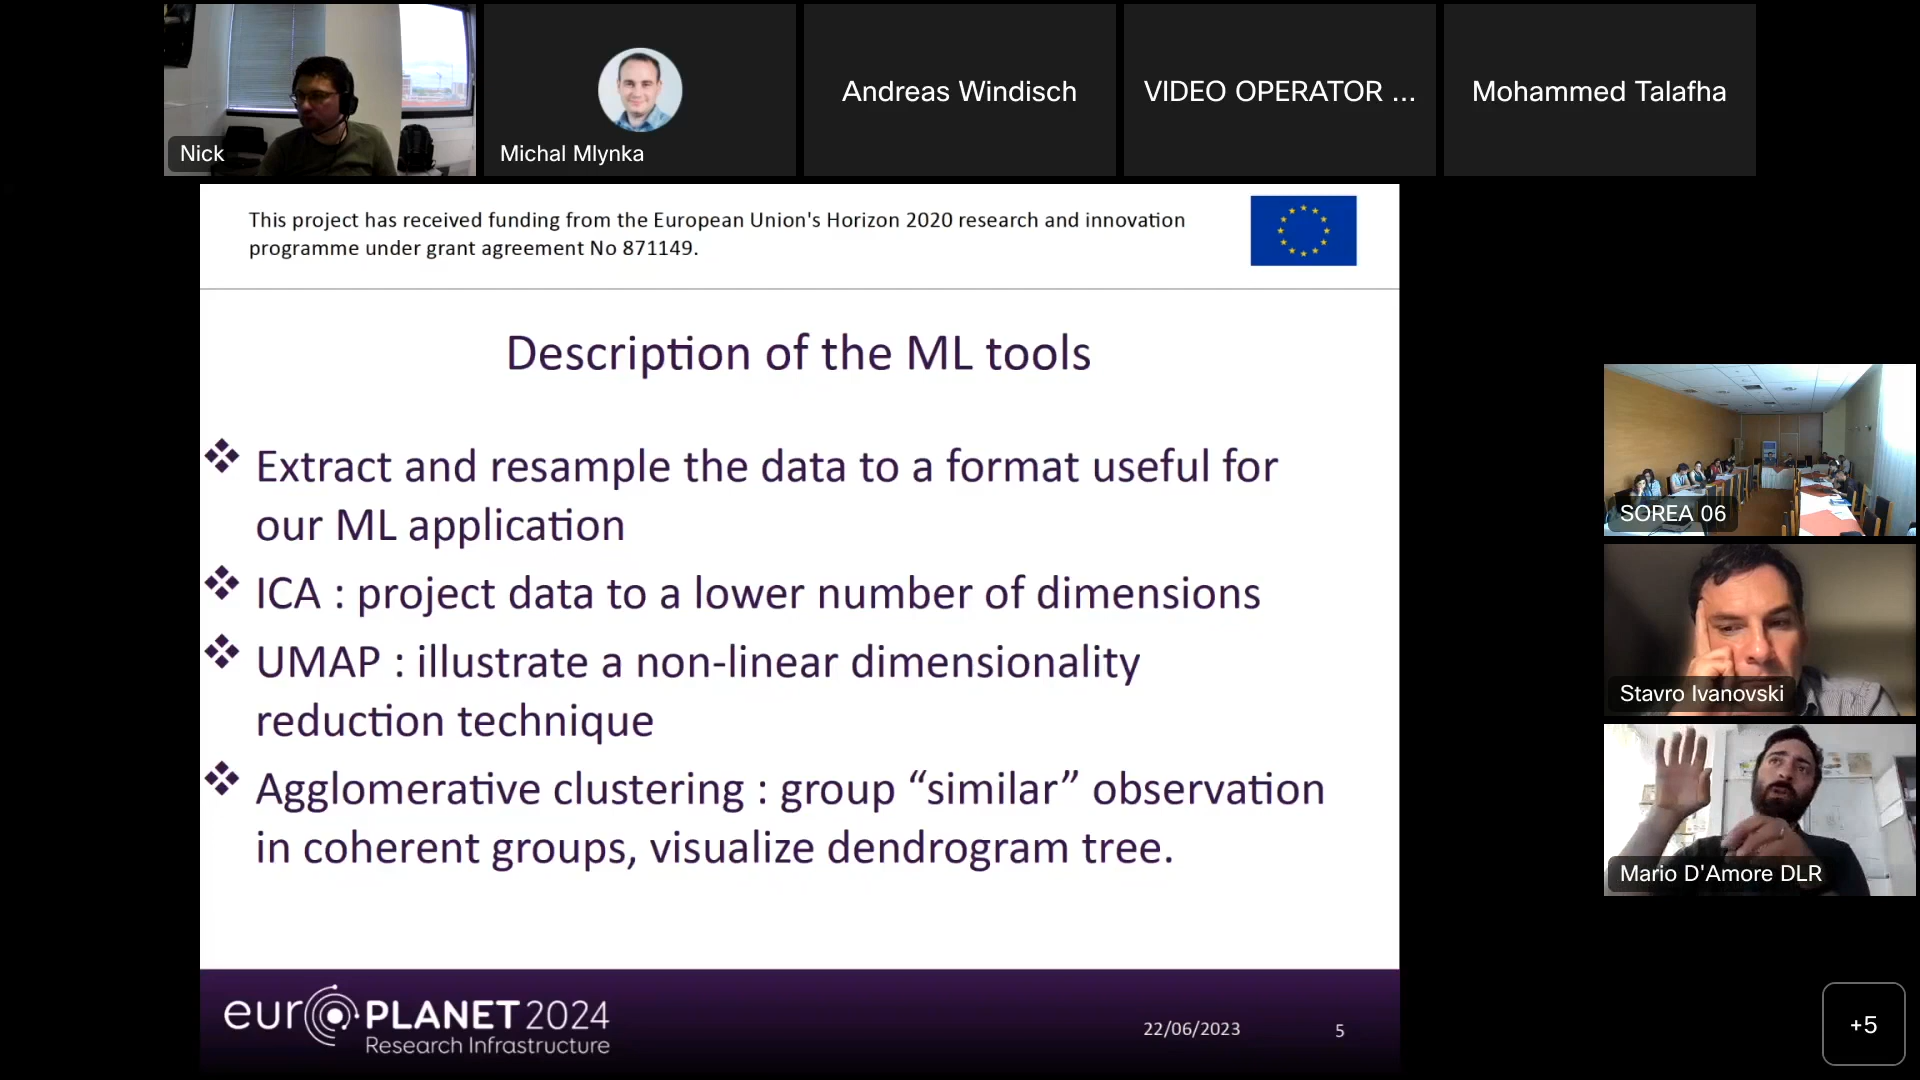 Nick
Michal Mlynka
Andreas Windisch
VIDEO OPERATOR ...
Mohammed Talafha
This project has received funding from the European Union's Horizon 2020 research and innovation
programme under grant agreement No 871149.
Description of the ML tools
❖ Extract and resample the data to a format useful for
our ML application
❖ ICA : project data to a lower number of dimensions
❖ UMAP : illustrate a non-linear dimensionality
reduction technique
❖ Agglomerative clustering : group “similar” observation
in coherent groups, visualize dendrogram tree.
euroPLANET2024
Research Infrastructure
22/06/2023
5
SOREA 06
Stavro Ivanovski
Mario D'Amore DLR
+5